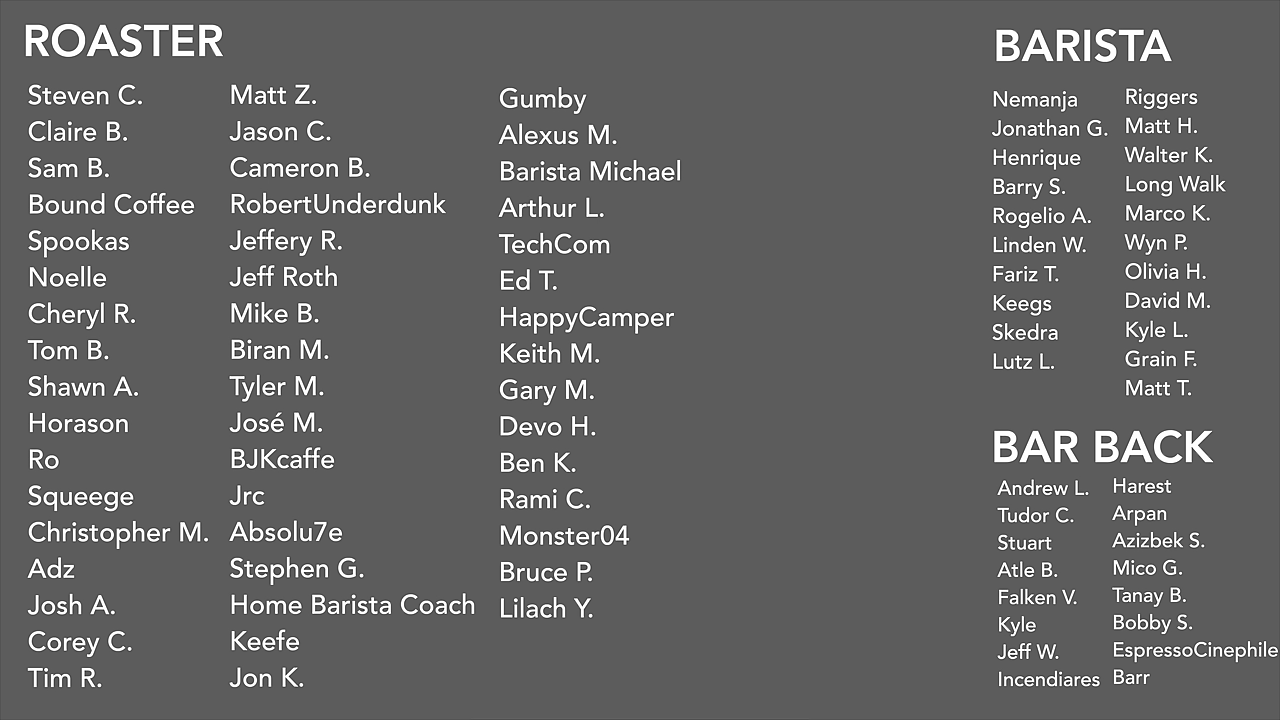 ROASTER
Steven C.
Claire B.
Sam B.
Bound Coffee
Spookas
Noelle
Cheryl R.
Tom B.
Shawn A.
Horason
Ro
Squeege
Christopher M.
Adz
Josh A.
Corey C.
Tim R.
Matt Z.
Jason C.
Cameron B.
RobertUnderdunk
Jeffery R.
Jeff Roth
Mike B.
Biran M.
Tyler M.
José M.
BJKcaffe
Jrc
Absolu7e
Stephen G.
Home Barista Coach
Keefe
Jon K.
Gumby
Alexus M.
Barista Michael
Arthur L.
TechCom
Ed T.
HappyCamper
Keith M.
Gary M.
Devo H.
Ben K.
Rami C.
Monster04
Bruce P.
Lilach Y.
BARISTA
Nemanja
Jonathan G.
Henrique
Barry S.
Rogelio A.
Linden W.
Fariz T.
Keegs
Skedra
Lutz L.
Riggers
Matt H.
Walter K.
Long Walk
Marco K.
Wyn P.
Olivia H.
David M.
Kyle L.
Grain F.
Matt T.
BAR BACK
Andrew L.
Tudor C.
Stuart
Atle B.
Falken V.
Kyle
Jeff W.
Incendiares
Harest
Arpan
Azizbek S.
Mico G.
Tanay B.
Bobby S.
EspressoCinephile
Barr